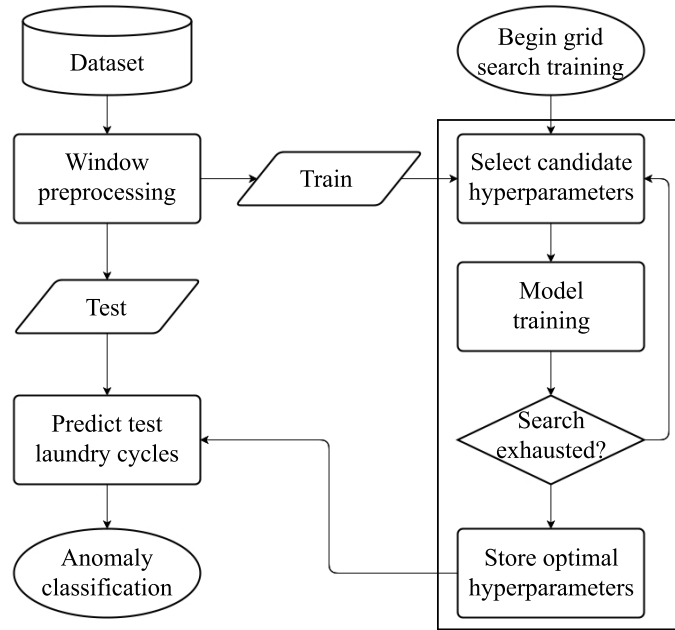 Dataset
Window
preprocessing
Train
Test
Predict test
laundry cycles
Anomaly
classification
Begin grid
search training
Select candidate
hyperparameters
Model
training
Search
exhausted?
Store optimal
hyperparameters